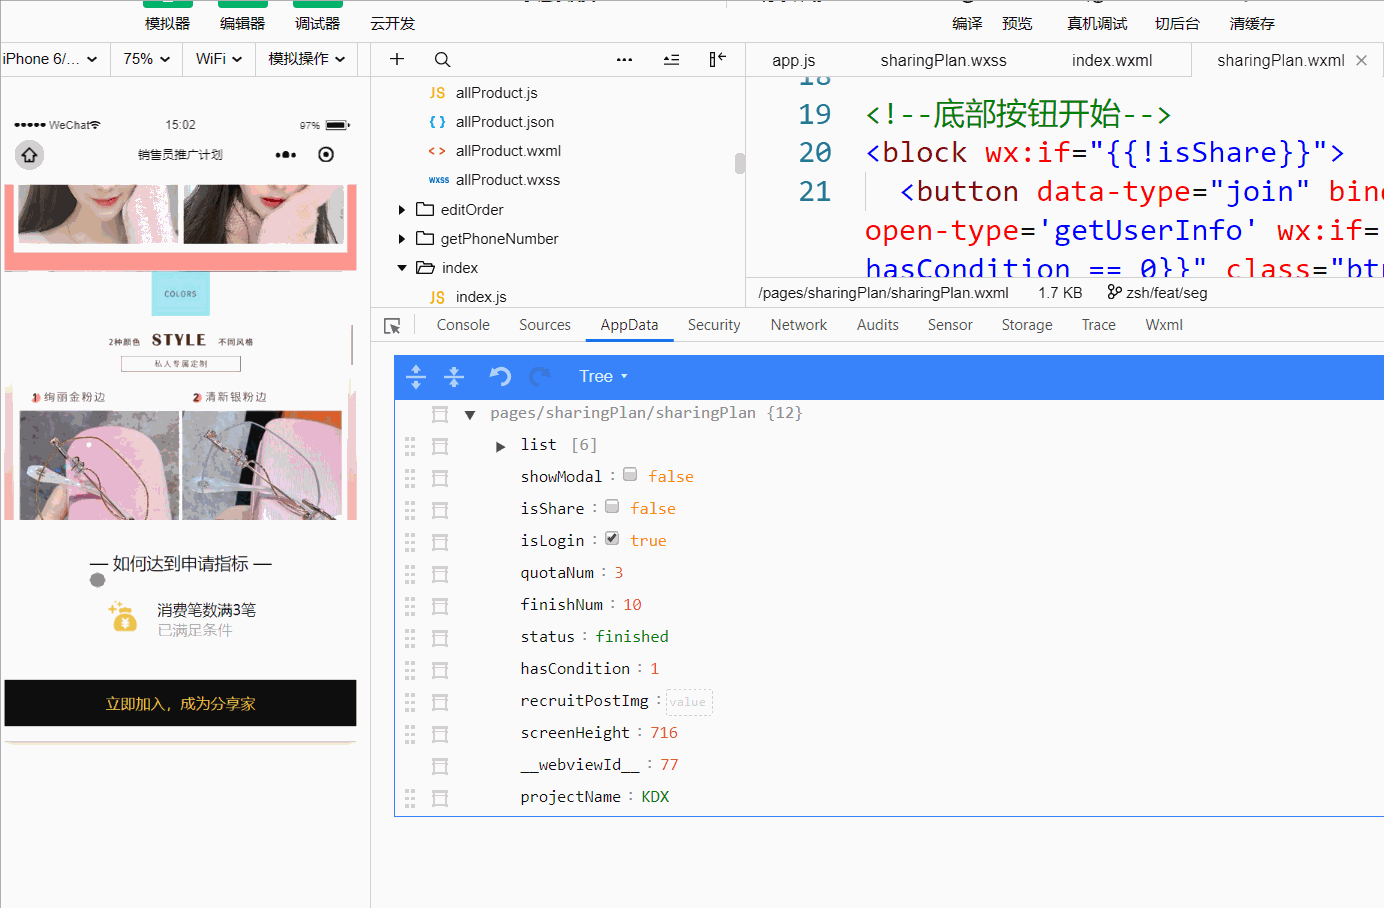 模拟器 编辑器 调试器 云开发 编译 预览 真机调试 切后台 清缓存
iPhone 6/... 75% WiFi 模拟操作
app.js sharingPlan.wxss index.wxml sharingPlan.wxml
WeChat 15:02 97%
销售员推广计划
COLORS
2种颜色 STYLE 不同风格
私人专属定制
1 绚丽金粉边 2 清新银粉边
— 如何达到申请指标 —
消费笔数满3笔
已满足条件
立即加入，成为分享家
JS allProduct.js
{ } allProduct.json
< > allProduct.wxml
wxss allProduct.wxss
editOrder
getPhoneNumber
index
JS index.js
18
19 <!--底部按钮开始-->
20 <block wx:if="{{!isShare}}">
21 <button data-type="join" bind
open-type='getUserInfo' wx:if=
hasCondition == 0}}" class="bt
/pages/sharingPlan/sharingPlan.wxml 1.7 KB zsh/feat/seg
Console Sources AppData Security Network Audits Sensor Storage Trace Wxml
Tree
pages/sharingPlan/sharingPlan {12}
list [6]
showModal : false
isShare : false
isLogin : true
quotaNum : 3
finishNum : 10
status : finished
hasCondition : 1
recruitPostImg : value
screenHeight : 716
__webviewId__ : 77
projectName : KDX